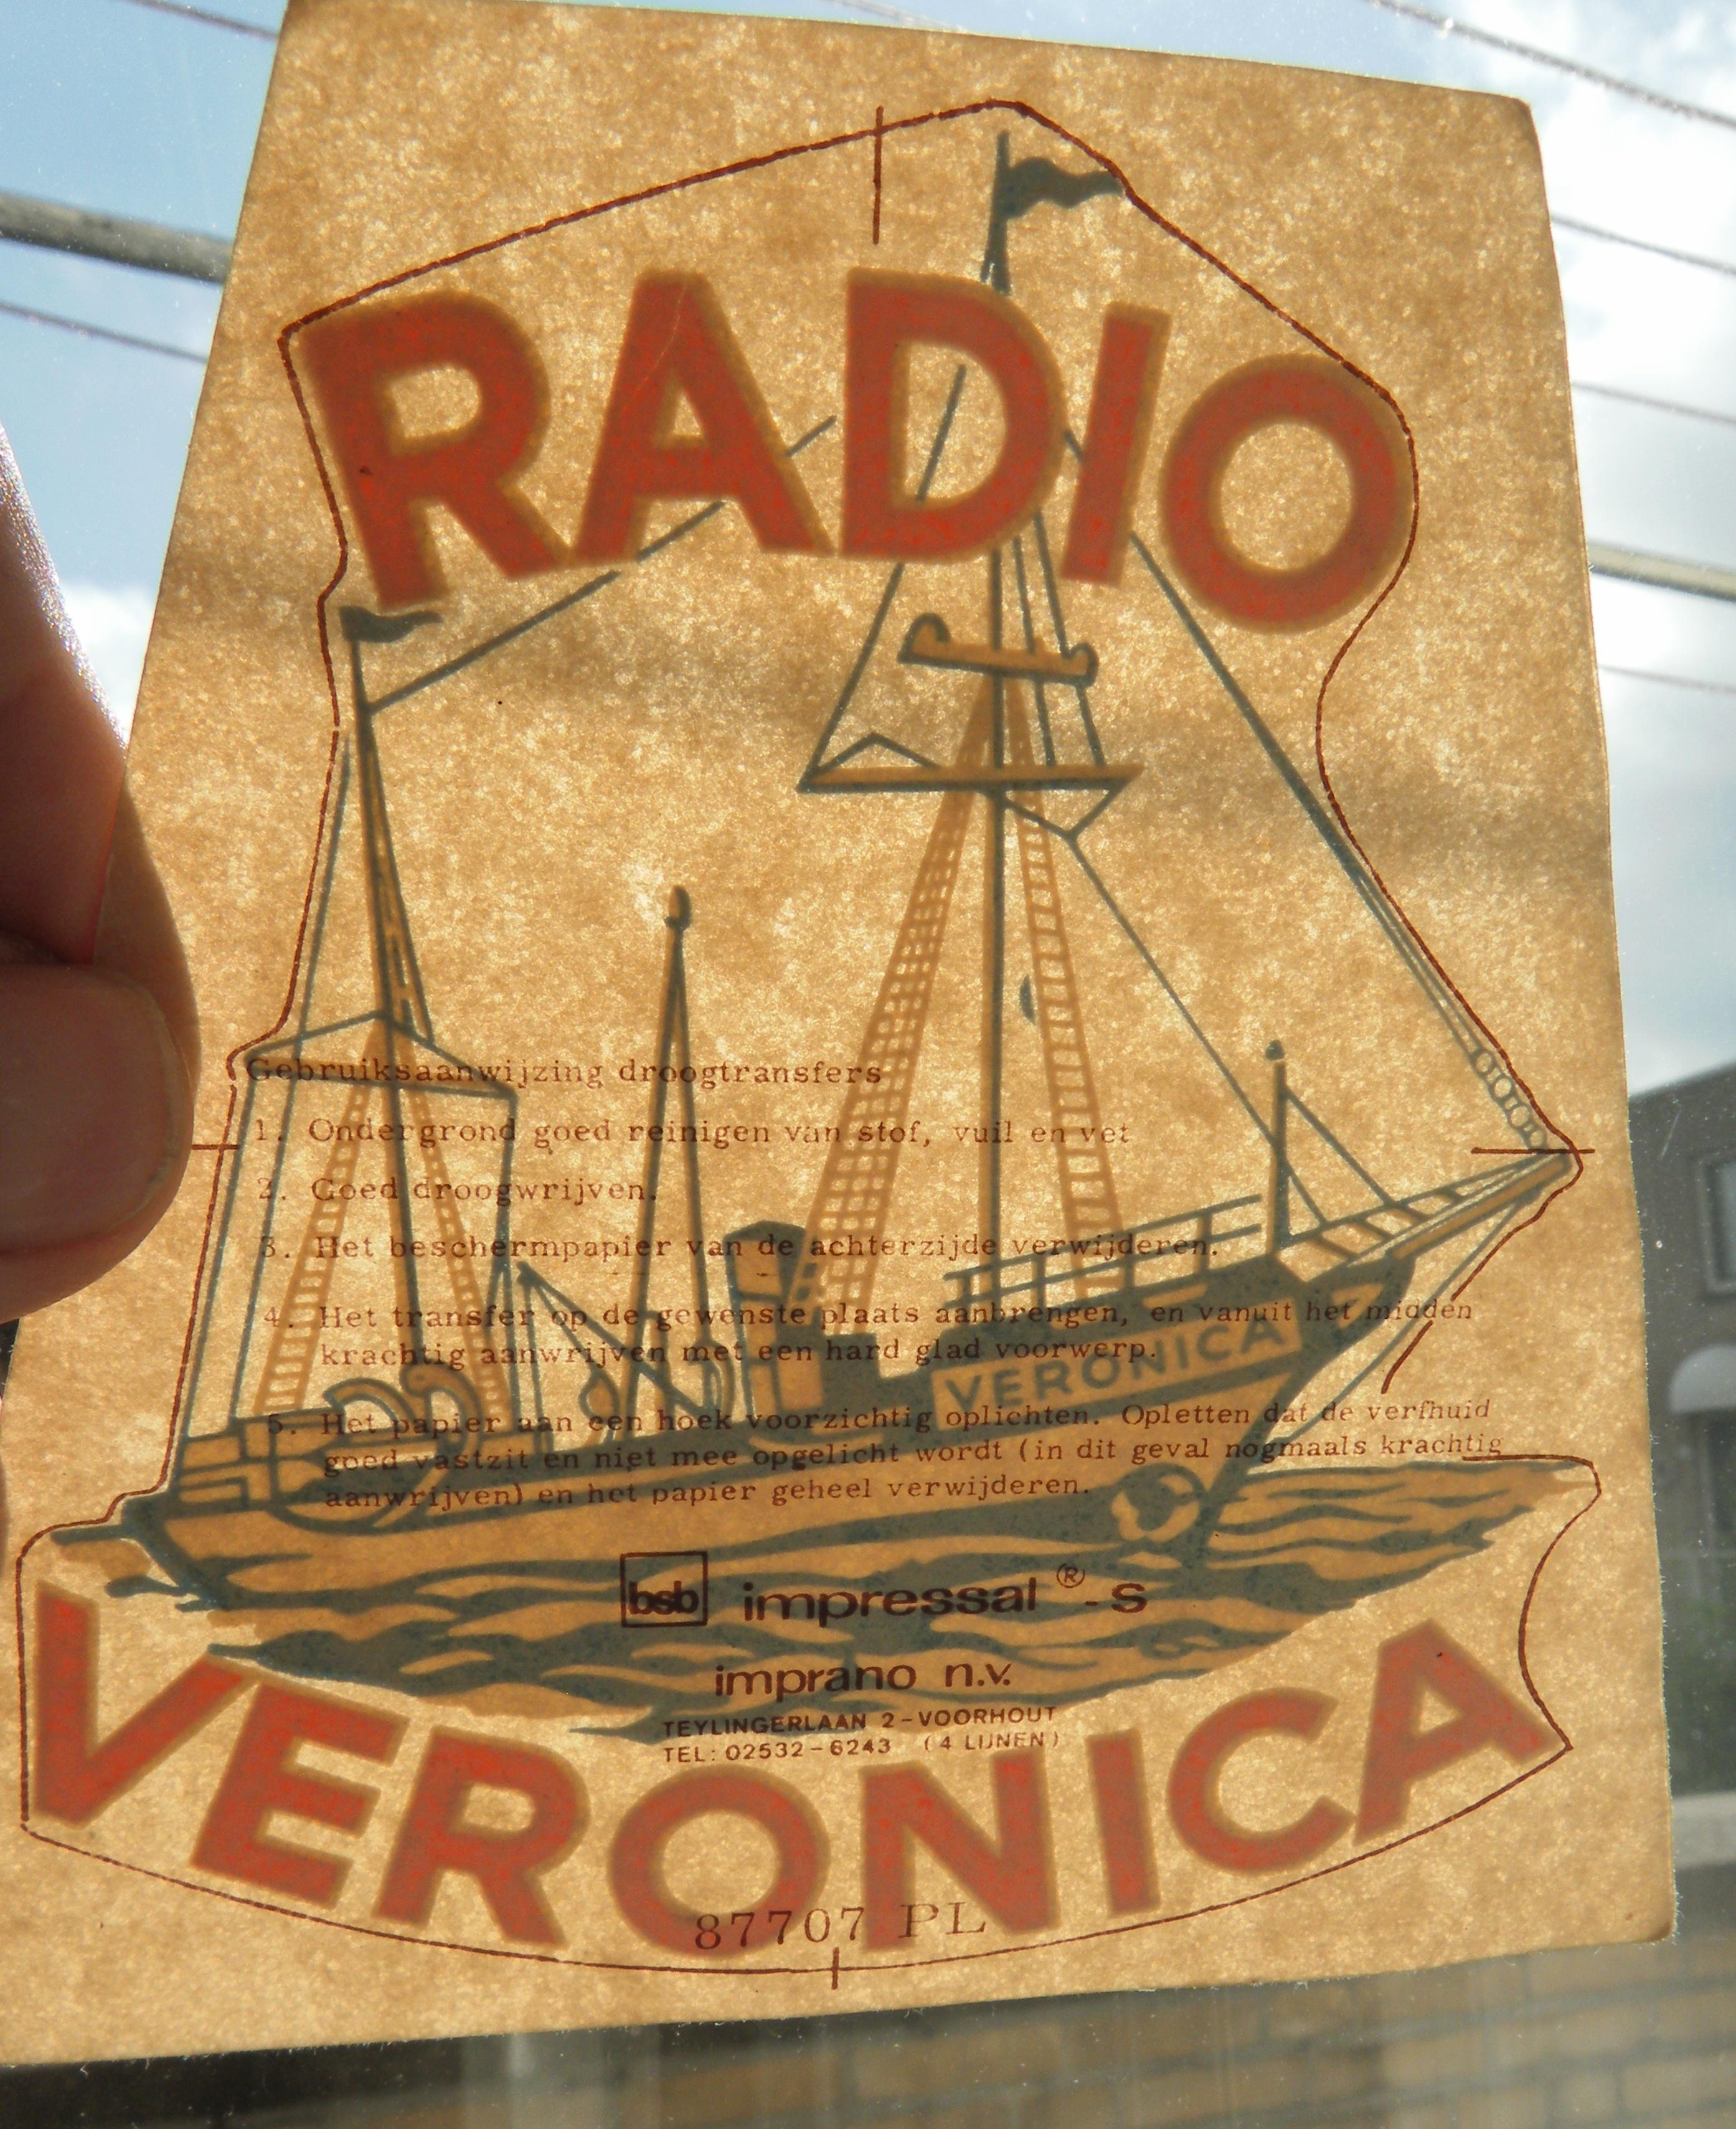 RADIO
Gebruiksaanwijzing droogtransfers
1. Ondergrond goed reinigen van stof, vuil en vet
2. Goed droogwrijven.
3. Het beschermpapier van de achterzijde verwijderen.
4. Het transfer op de gewenste plaats aanbrengen, en vanuit het midden
krachtig aanwrijven met een hard glad voorwerp.
VERONICA
5. Het papier aan een hoek voorzichtig oplichten. Opletten dat de verfhuid
goed vastzit en niet mee opgelicht wordt (in dit geval nogmaals krachtig
aanwrijven) en het papier geheel verwijderen.
bsb impressal ® - s
imprano n.v.
TEYLINGERLAAN 2 - VOORHOUT
TEL: 02532 - 6243 (4 LIJNEN)
VERONICA
87707 PL